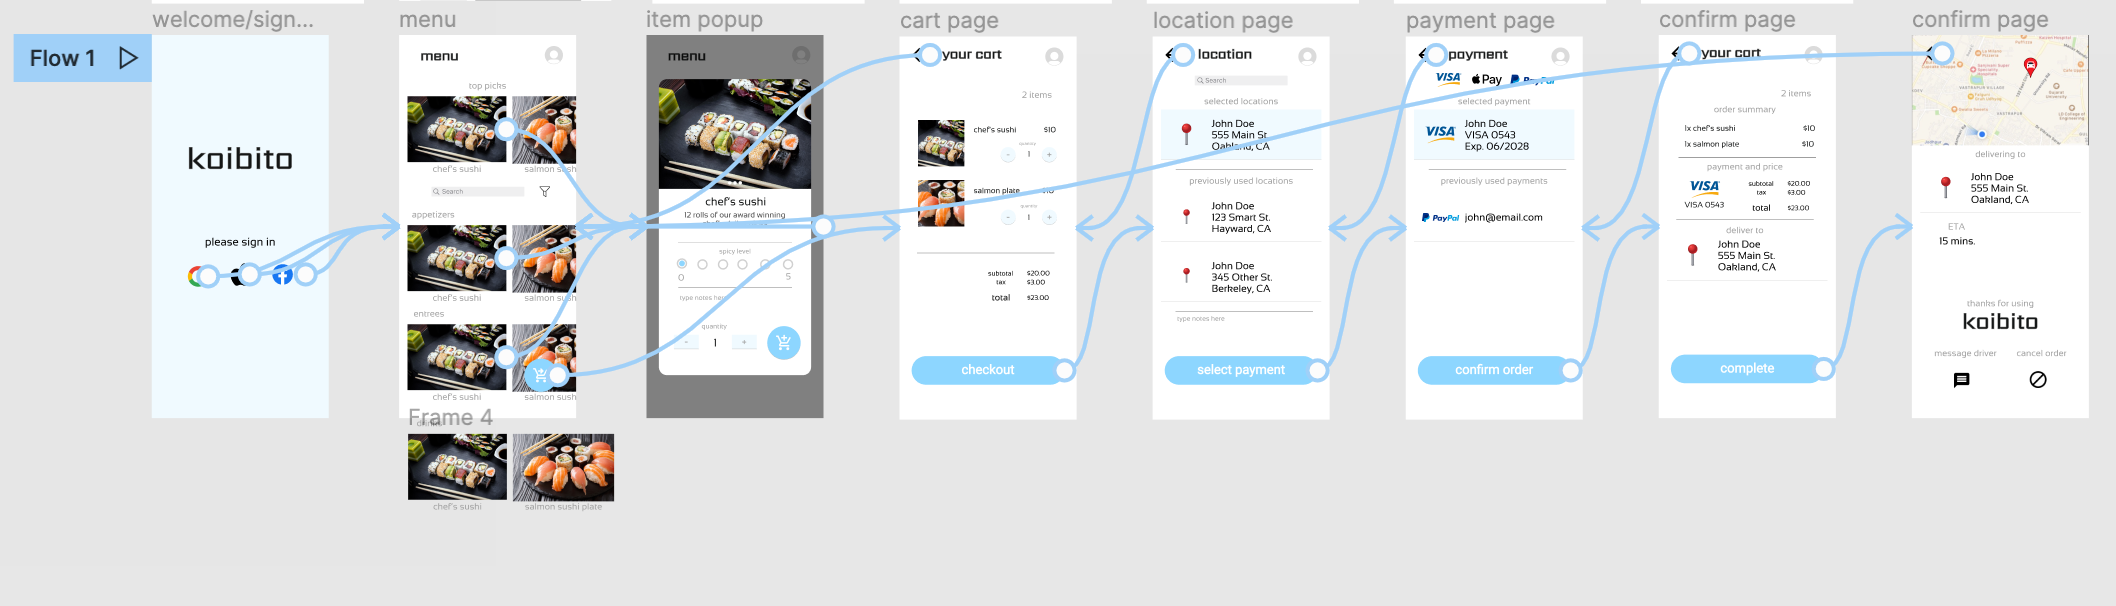 Flow 1
welcome/sign...
koibito
please sign in
menu
menu
top picks
chef's sushi
salmon sush
Search
appetizers
chef's sushi
salmon sush
entrees
chef's sushi
salmon sush
Frame 4
drinks
chef's sushi
salmon sushi plate
item popup
menu
chef's sushi
12 rolls of our award winning
spicy level
0
5
type notes here
quantity
-
1
+
cart page
your cart
2 items
chef's sushi
$10
quantity
-
1
+
salmon plate
$10
quantity
-
1
+
subtotal
$20.00
tax
$3.00
total
$23.00
checkout
location page
location
Search
selected locations
John Doe
555 Main St.
Oakland, CA
previously used locations
John Doe
123 Smart St.
Hayward, CA
John Doe
345 Other St.
Berkeley, CA
type notes here
select payment
payment page
payment
VISA
Pay
PayPal
selected payment
VISA
John Doe
VISA 0543
Exp. 06/2028
previously used payments
PayPal
john@email.com
confirm order
confirm page
your cart
2 items
order summary
1x chef's sushi
$10
1x salmon plate
$10
payment and price
VISA
VISA 0543
subtotal
$20.00
tax
$3.00
total
$23.00
deliver to
John Doe
555 Main St.
Oakland, CA
complete
confirm page
VASTRAPUR VILLAGE
VASTRAPUR
Gujarat
University
delivering to
John Doe
555 Main St.
Oakland, CA
ETA
15 mins.
thanks for using
koibito
message driver
cancel order